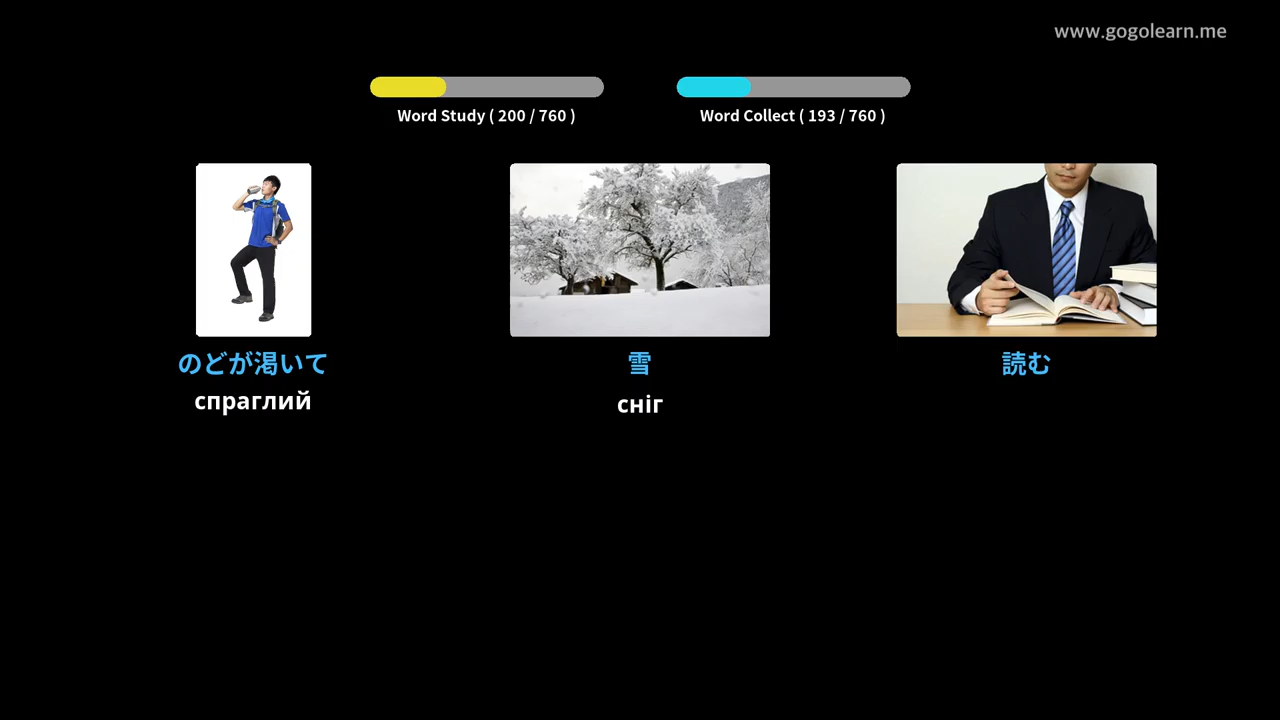 www.gogolearn.me
Word Study ( 200 / 760 )
Word Collect ( 193 / 760 )
のどが渇いて
спраглий
雪
сніг
読む